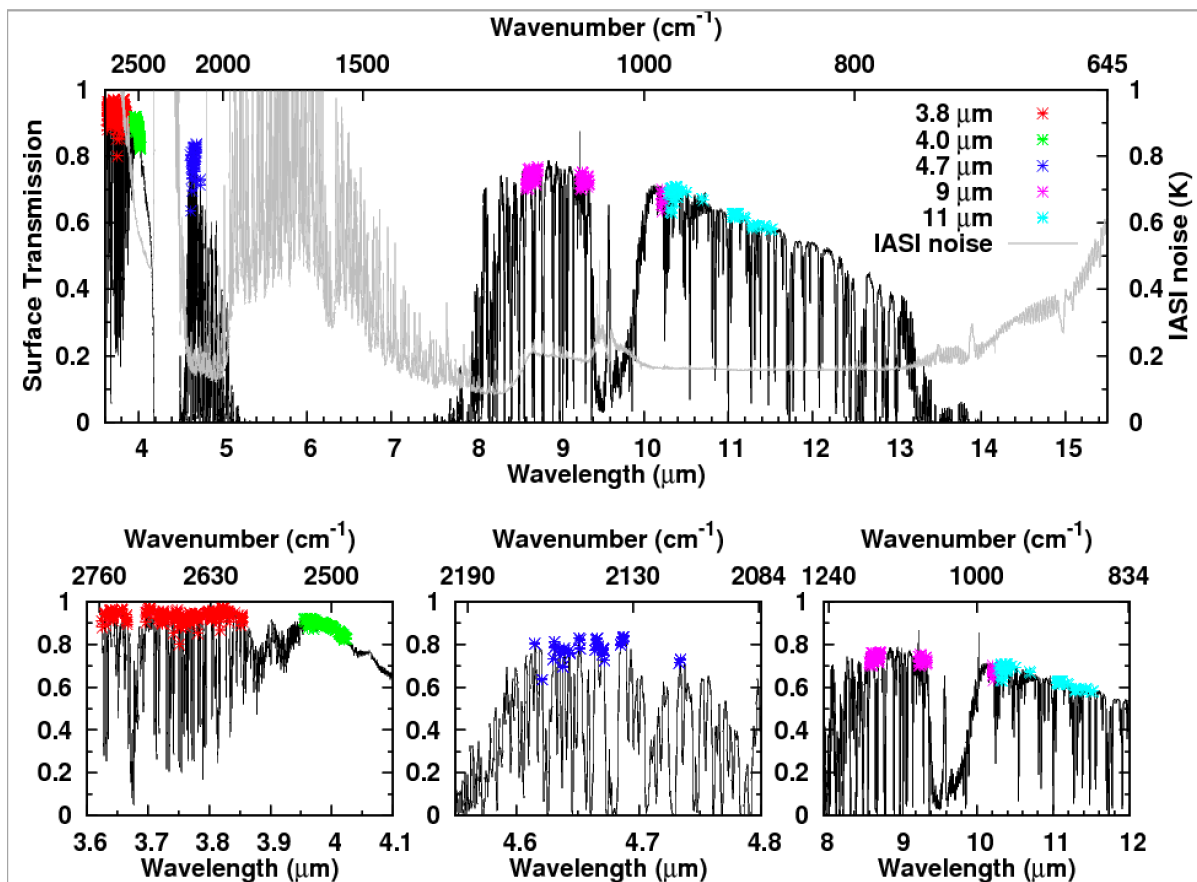 Wavenumber (cm-1)
2500 2000 1500 1000 800 645
1 1
0.8 0.8
0.6 0.6
0.4 0.4
0.2 0.2
0 0
Surface Transmission
IASI noise (K)
3.8 μm
4.0 μm
4.7 μm
9 μm
11 μm
IASI noise
4 5 6 7 8 9 10 11 12 13 14 15
Wavelength (μm)
Wavenumber (cm-1)
2760 2630 2500
1
0.8
0.6
0.4
0.2
0
3.6 3.7 3.8 3.9 4 4.1
Wavelength (μm)
Wavenumber (cm-1)
2190 2130 2084
1
0.8
0.6
0.4
0.2
0
4.6 4.7 4.8
Wavelength (μm)
Wavenumber (cm-1)
1240 1000 834
1
0.8
0.6
0.4
0.2
0
8 9 10 11 12
Wavelength (μm)